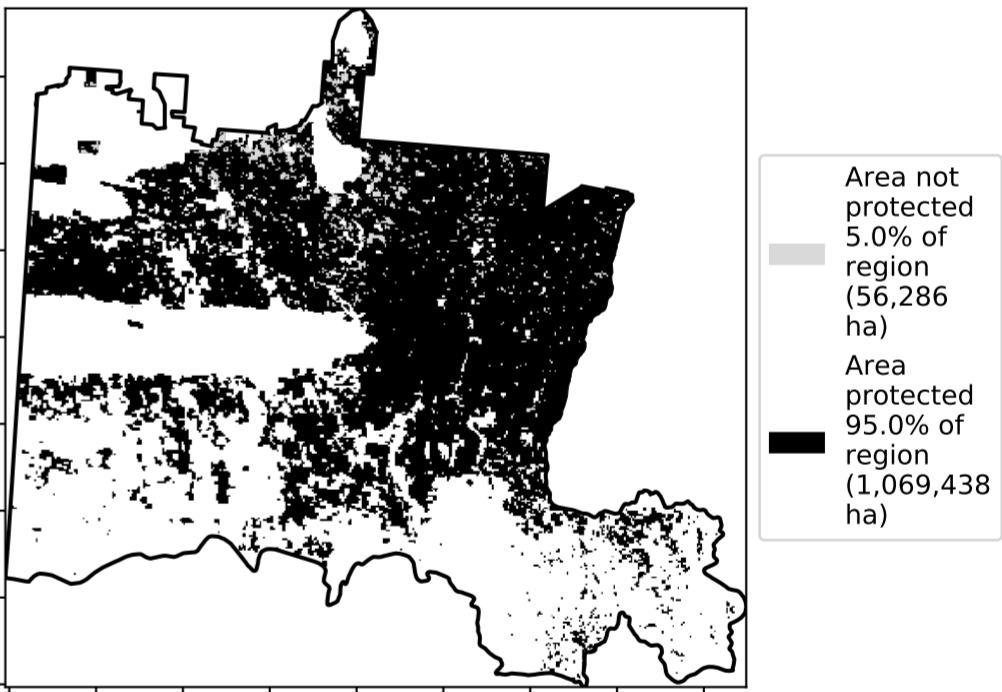 Area not
protected
5.0% of
region
(56,286
ha)
Area
protected
95.0% of
region
(1,069,438
ha)